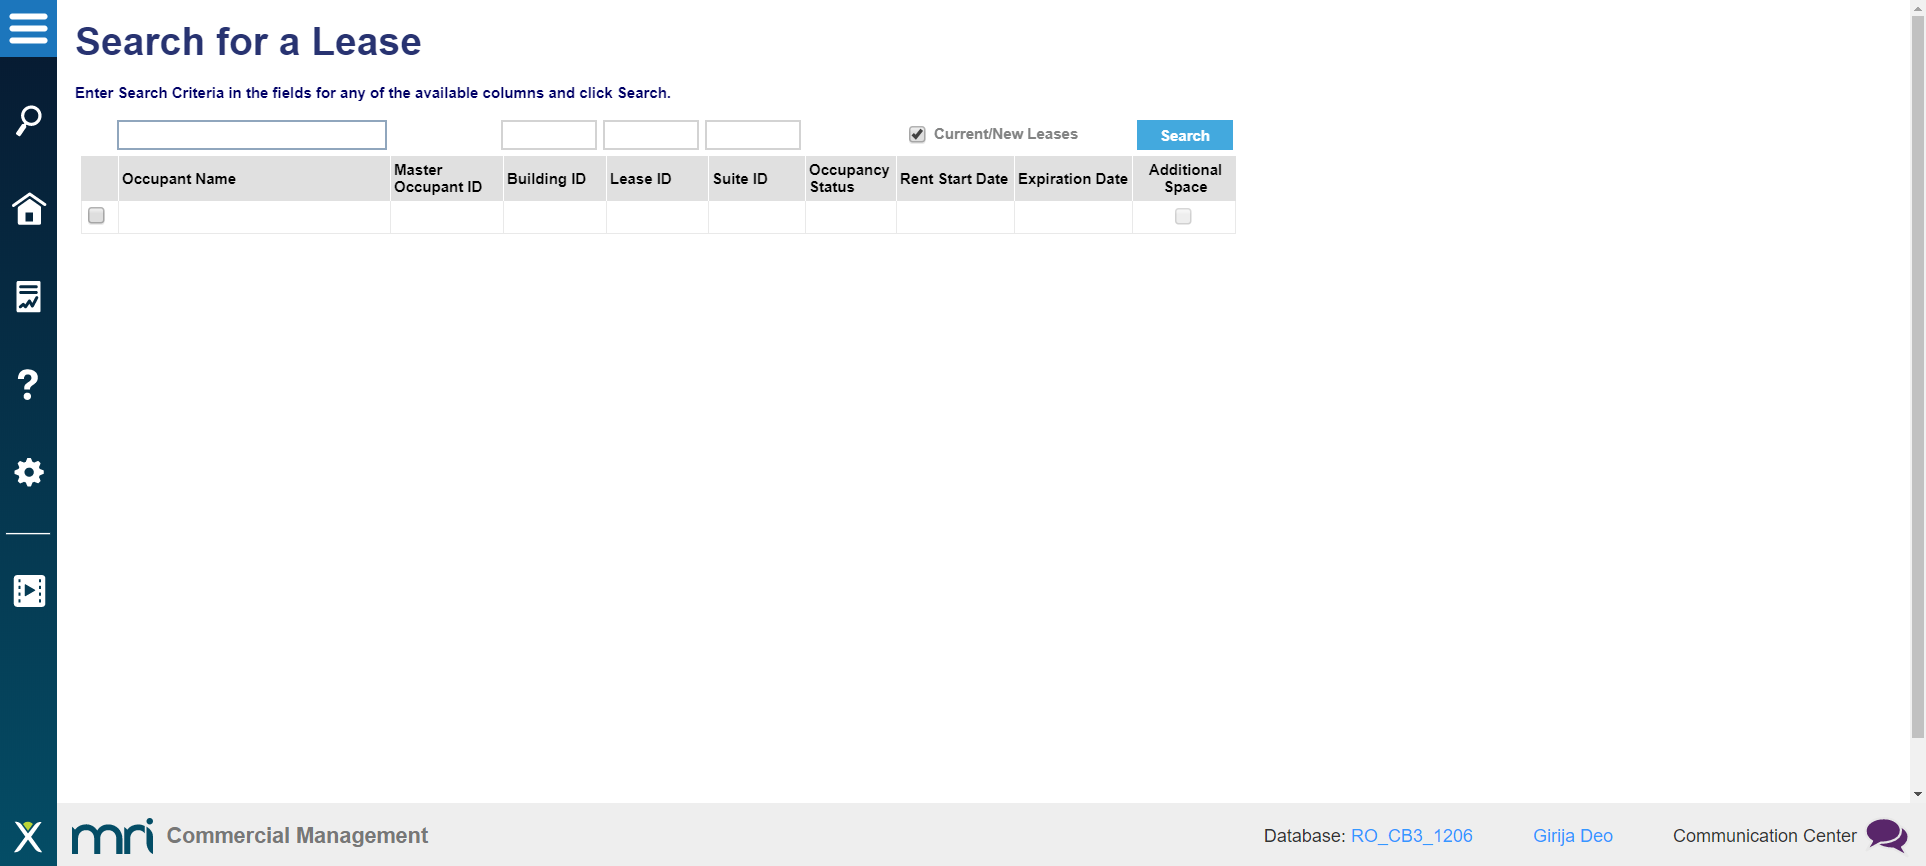 Search for a Lease
Enter Search Criteria in the fields for any of the available columns and click Search.
Current/New Leases
Search
Occupant Name
Master
Occupant ID
Building ID
Lease ID
Suite ID
Occupancy
Status
Rent Start Date
Expiration Date
Additional
Space
mri Commercial Management
Database: RO_CB3_1206
Girija Deo
Communication Center